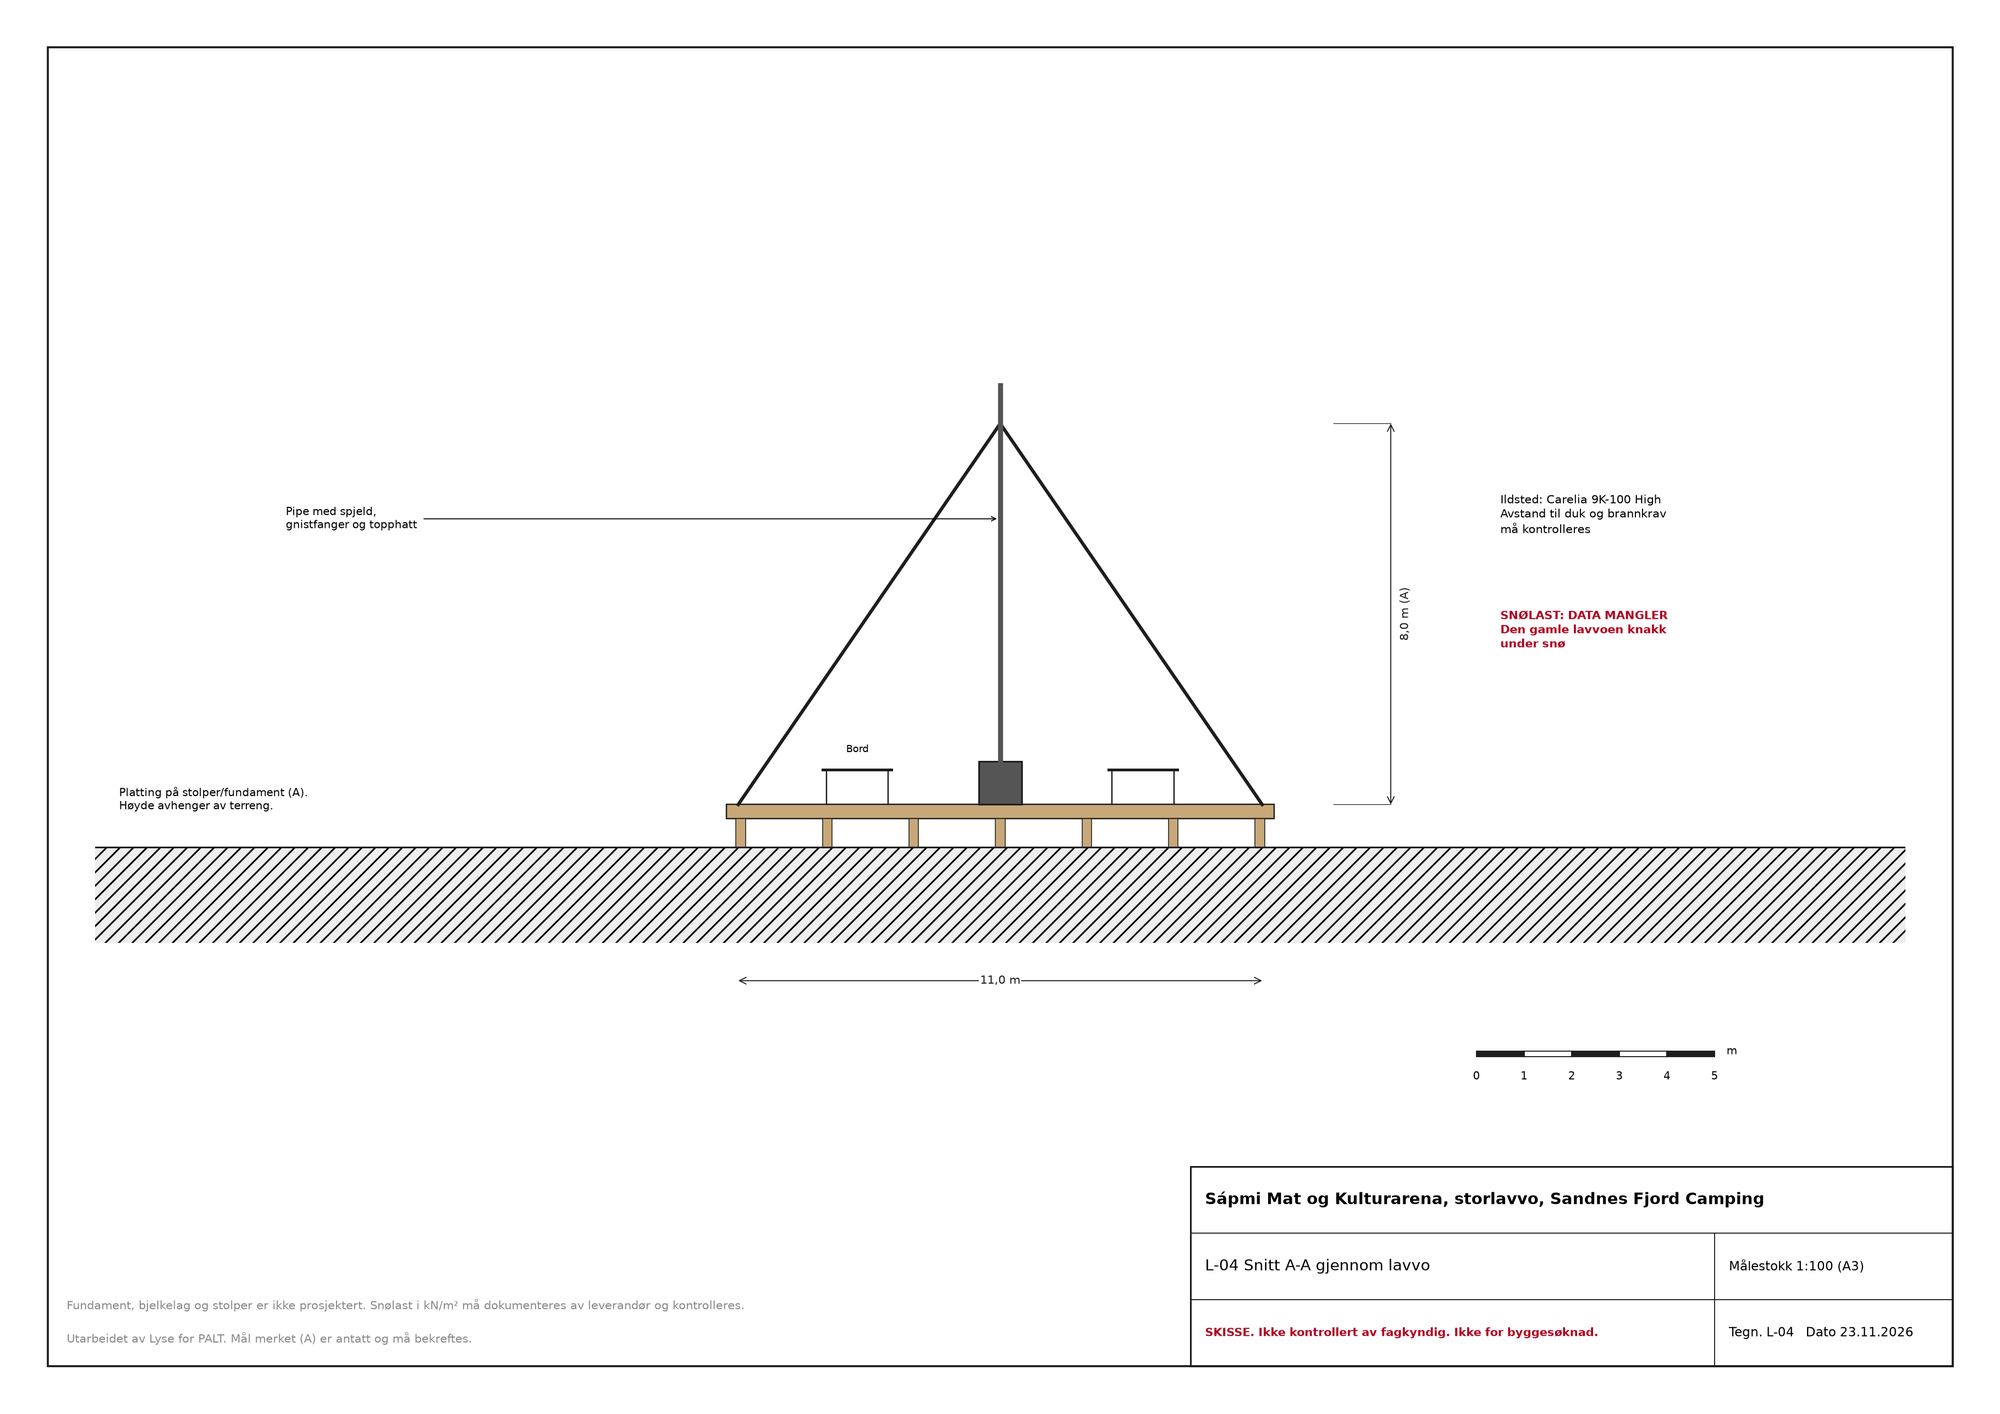 Pipe med spjeld,
gnistfanger og topphatt
Ildsted: Carelia 9K-100 High
Avstand til duk og brannkrav
må kontrolleres
8,0 m (A)
SNØLAST: DATA MANGLER
Den gamle lavvoen knakk
under snø
Bord
Platting på stolper/fundament (A).
Høyde avhenger av terreng.
11,0 m
m
0 1 2 3 4 5
Sápmi Mat og Kulturarena, storlavvo, Sandnes Fjord Camping
L-04 Snitt A-A gjennom lavvo
Målestokk 1:100 (A3)
SKISSE. Ikke kontrollert av fagkyndig. Ikke for byggesøknad.
Tegn. L-04 Dato 23.11.2026
Fundament, bjelkelag og stolper er ikke prosjektert. Snølast i kN/m² må dokumenteres av leverandør og kontrolleres.
Utarbeidet av Lyse for PALT. Mål merket (A) er antatt og må bekreftes.